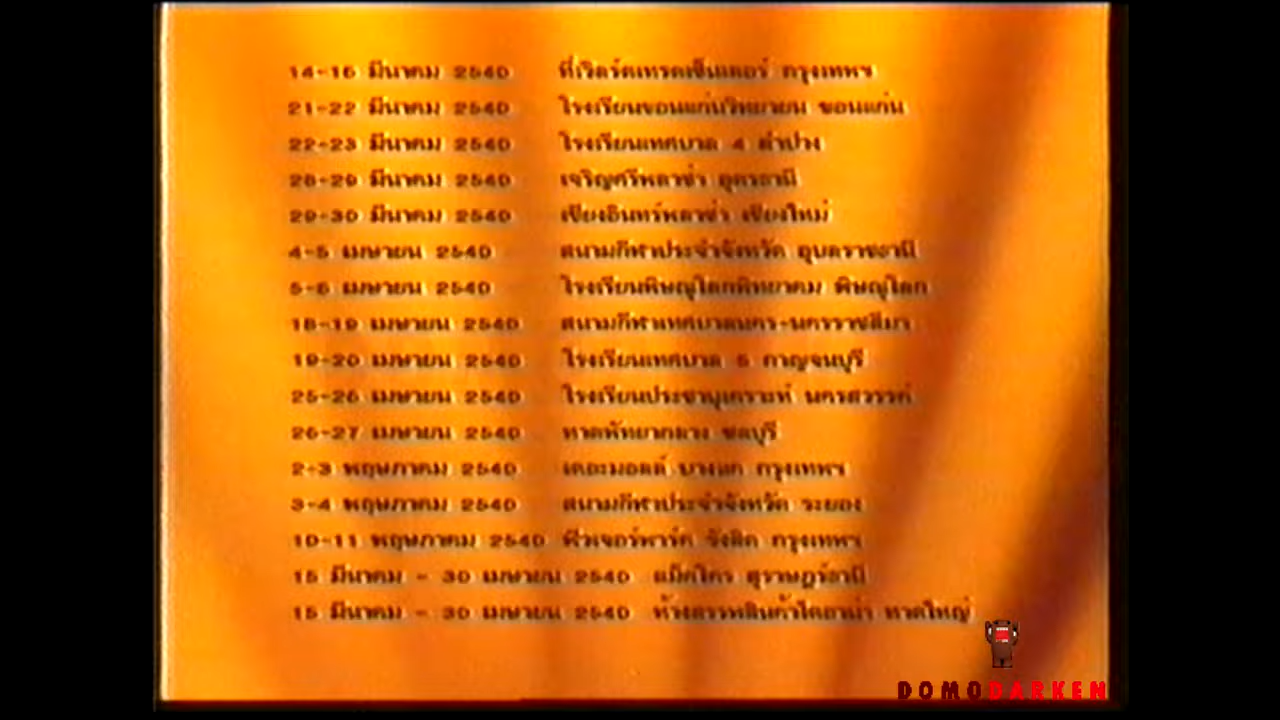 14-16 มีนาคม 2540 ที่เวิลด์เทรดเซ็นเตอร์ กรุงเทพฯ
21-22 มีนาคม 2540 โรงเรียนขอนแก่นวิทยายน ขอนแก่น
22-23 มีนาคม 2540 โรงเรียนเทศบาล 4 ลำปาง
28-29 มีนาคม 2540 เจริญศรีพลาซ่า อุดรธานี
29-30 มีนาคม 2540 เชียงอินทร์พลาซ่า เชียงใหม่
4-5 เมษายน 2540 สนามกีฬาประจำจังหวัด อุบลราชธานี
5-6 เมษายน 2540 โรงเรียนพิษณุโลกพิทยาคม พิษณุโลก
18-19 เมษายน 2540 สนามกีฬาเทศบาลนคร-นครราชสีมา
19-20 เมษายน 2540 โรงเรียนเทศบาล 5 กาญจนบุรี
25-26 เมษายน 2540 โรงเรียนประชานุเคราะห์ นครสวรรค์
26-27 เมษายน 2540 หาดพัทยากลาง ชลบุรี
2-3 พฤษภาคม 2540 เดอะมอลล์ บางแค กรุงเทพฯ
3-4 พฤษภาคม 2540 สนามกีฬาประจำจังหวัด ระยอง
10-11 พฤษภาคม 2540 ฟิวเจอร์พาร์ค รังสิต กรุงเทพฯ
15 มีนาคม - 30 เมษายน 2540 แม็คโคร สุราษฎร์ธานี
15 มีนาคม - 30 เมษายน 2540 ห้างสรรพสินค้าไดอาน่า หาดใหญ่
DOMODARKEN